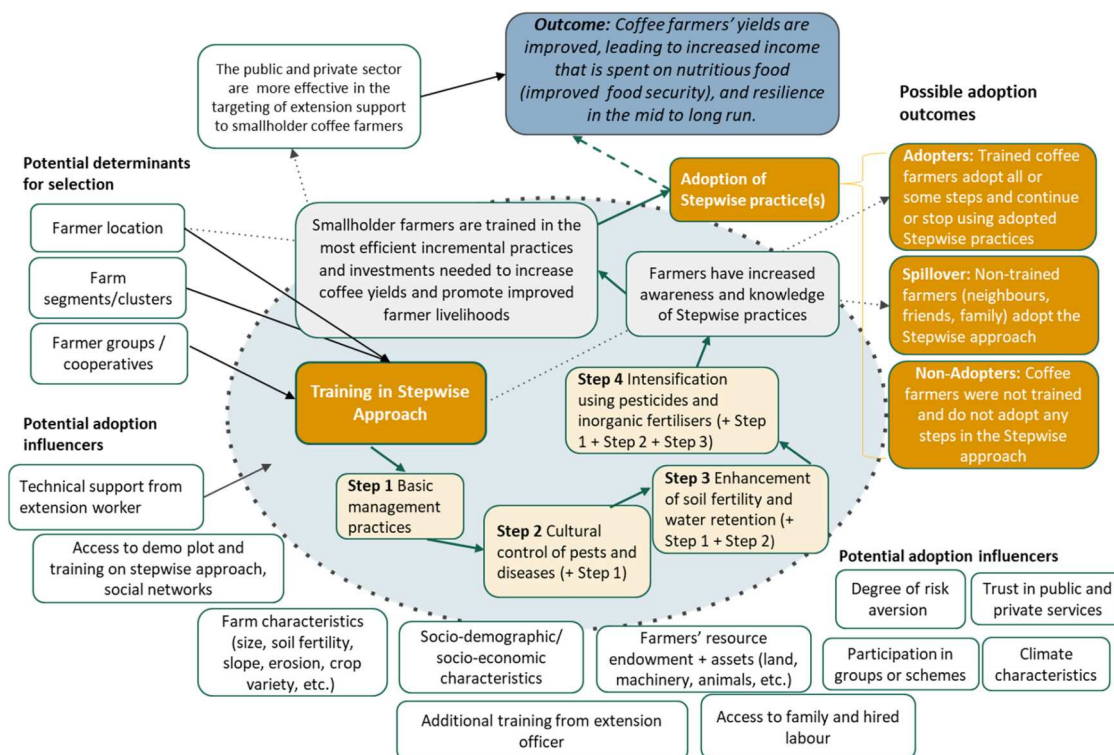 Outcome: Coffee farmers’ yields are
improved, leading to increased income
that is spent on nutritious food
(improved  food security), and resilience
in the mid to long run.
The public and private sector
are  more effective in the
targeting of extension support
to smallholder coffee farmers
Possible adoption
outcomes
Potential determinants
for selection
Farmer location
Farm
segments/clusters
Farmer groups /
cooperatives
Smallholder farmers are trained in the
most efficient incremental practices
and investments needed to increase
coffee yields and promote improved
farmer livelihoods
Adoption of
Stepwise practice(s)
Farmers have increased
awareness and knowledge
of Stepwise practices
Adopters: Trained coffee
farmers adopt all or
some steps and continue
or stop using adopted
Stepwise practices
Spillover: Non-trained
farmers (neighbours,
friends, family) adopt the
Stepwise approach
Non-Adopters: Coffee
farmers were not trained
and do not adopt any
steps in the Stepwise
approach
Training in Stepwise
Approach
Step 1 Basic
management
practices
Step 2 Cultural
control of pests and
diseases (+ Step 1)
Step 3 Enhancement
of soil fertility and
water retention (+
Step 1 + Step 2)
Step 4 Intensification
using pesticides and
inorganic fertilisers (+ Step
1 + Step 2 + Step 3)
Potential adoption
influencers
Technical support from
extension worker
Access to demo plot and
training on stepwise approach,
social networks
Farm characteristics
(size, soil fertility,
slope, erosion, crop
variety, etc.)
Socio-demographic/
socio-economic
characteristics
Farmers’ resource
endowment + assets (land,
machinery, animals, etc.)
Additional training from extension
officer
Access to family and hired
labour
Potential adoption influencers
Degree of risk
aversion
Trust in public and
private services
Participation in
groups or schemes
Climate
characteristics